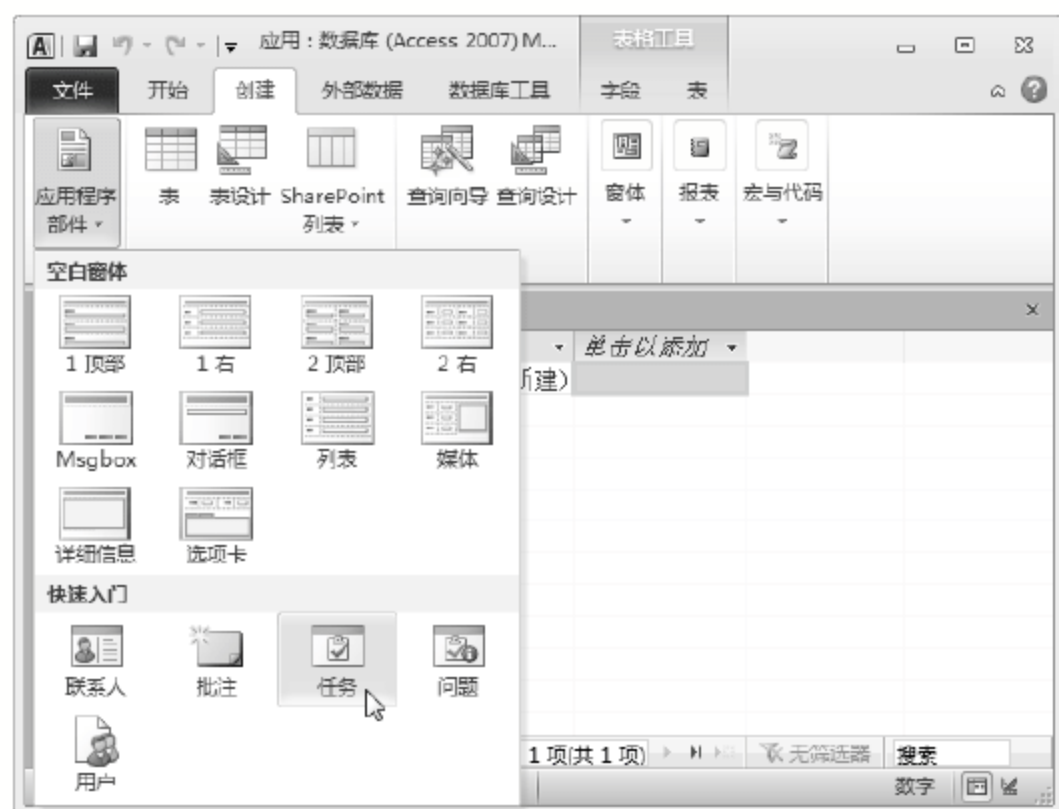 应用：数据库 (Access 2007) M...
表格工具
文件 开始 创建 外部数据 数据库工具 字段 表
应用程序部件
表
表设计
SharePoint 列表
查询向导
查询设计
窗体
报表
宏与代码
空白窗体
1 顶部 1 右 2 顶部 2 右
Msgbox 对话框 列表 媒体
详细信息 选项卡
快速入门
联系人 批注 任务 问题
用户
单击以添加
建)
1 项(共 1 项) 无筛选器 搜索
数字